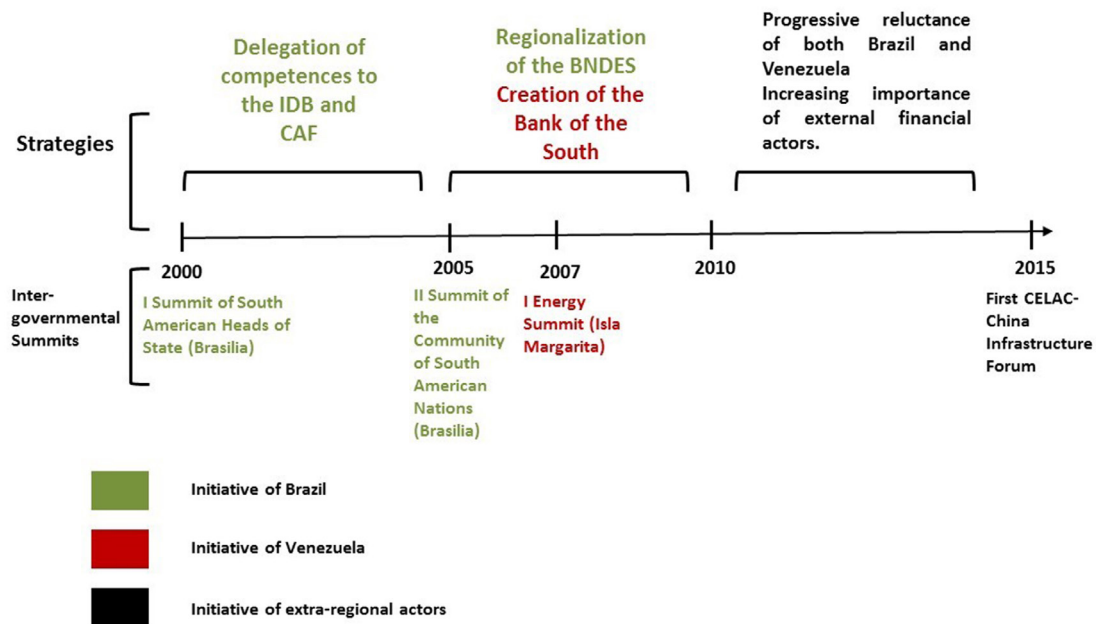 Delegation of
competences to
the IDB and
CAF
Regionalization
of the BNDES
Creation of the
Bank of the
South
Progressive reluctance
of both Brazil and
Venezuela
Increasing importance
of external financial
actors.
Strategies
2000
2005
2007
2010
2015
Inter-
governmental
Summits
I Summit of South
American Heads of
State (Brasilia)
II Summit of
the
Community
of South
American
Nations
(Brasilia)
I Energy
Summit (Isla
Margarita)
First CELAC-
China
Infrastructure
Forum
Initiative of Brazil
Initiative of Venezuela
Initiative of extra-regional actors